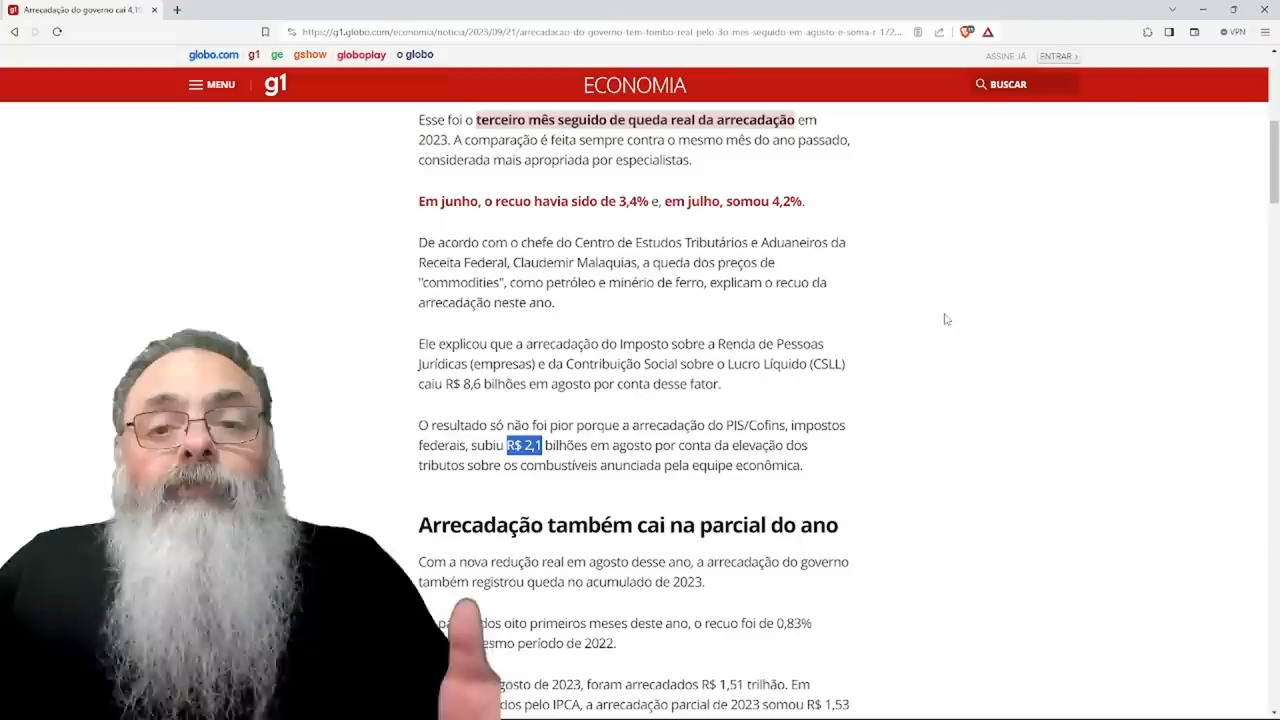 Arrecadação do governo cai 4,1
https://g1.globo.com/economia/noticia/2023/09/21/arrecadacao-do-governo-tem-tombo-real-pelo-3o-mes-seguido-em-agosto-e-soma-r-172...
VPN
globo.com g1 ge gshow globoplay o globo
ASSINE JÁ ENTRAR ›
MENU g1 ECONOMIA BUSCAR
Esse foi o terceiro mês seguido de queda real da arrecadação em
2023. A comparação é feita sempre contra o mesmo mês do ano passado,
considerada mais apropriada por especialistas.
Em junho, o recuo havia sido de 3,4% e, em julho, somou 4,2%.
De acordo com o chefe do Centro de Estudos Tributários e Aduaneiros da
Receita Federal, Claudemir Malaquias, a queda dos preços de
"commodities", como petróleo e minério de ferro, explicam o recuo da
arrecadação neste ano.
Ele explicou que a arrecadação do Imposto sobre a Renda de Pessoas
Jurídicas (empresas) e da Contribuição Social sobre o Lucro Líquido (CSLL)
caiu R$ 8,6 bilhões em agosto por conta desse fator.
O resultado só não foi pior porque a arrecadação do PIS/Cofins, impostos
federais, subiu R$ 2,1 bilhões em agosto por conta da elevação dos
tributos sobre os combustíveis anunciada pela equipe econômica.
Arrecadação também cai na parcial do ano
Com a nova redução real em agosto desse ano, a arrecadação do governo
também registrou queda no acumulado de 2023.
dos oito primeiros meses deste ano, o recuo foi de 0,83%
esmo período de 2022.
gosto de 2023, foram arrecadados R$ 1,51 trilhão. Em
dos pelo IPCA, a arrecadação parcial de 2023 somou R$ 1,53